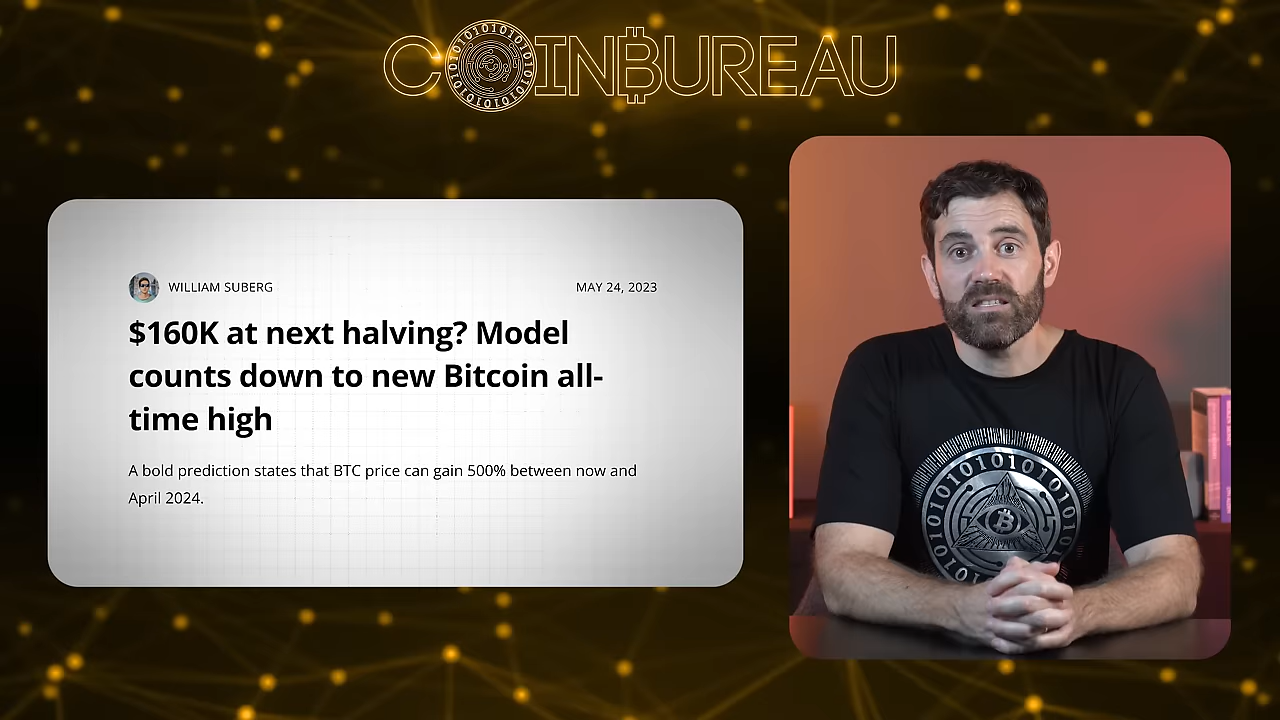 COINBUREAU
WILLIAM SUBERG
MAY 24, 2023
$160K at next halving? Model
counts down to new Bitcoin all-
time high
A bold prediction states that BTC price can gain 500% between now and
April 2024.